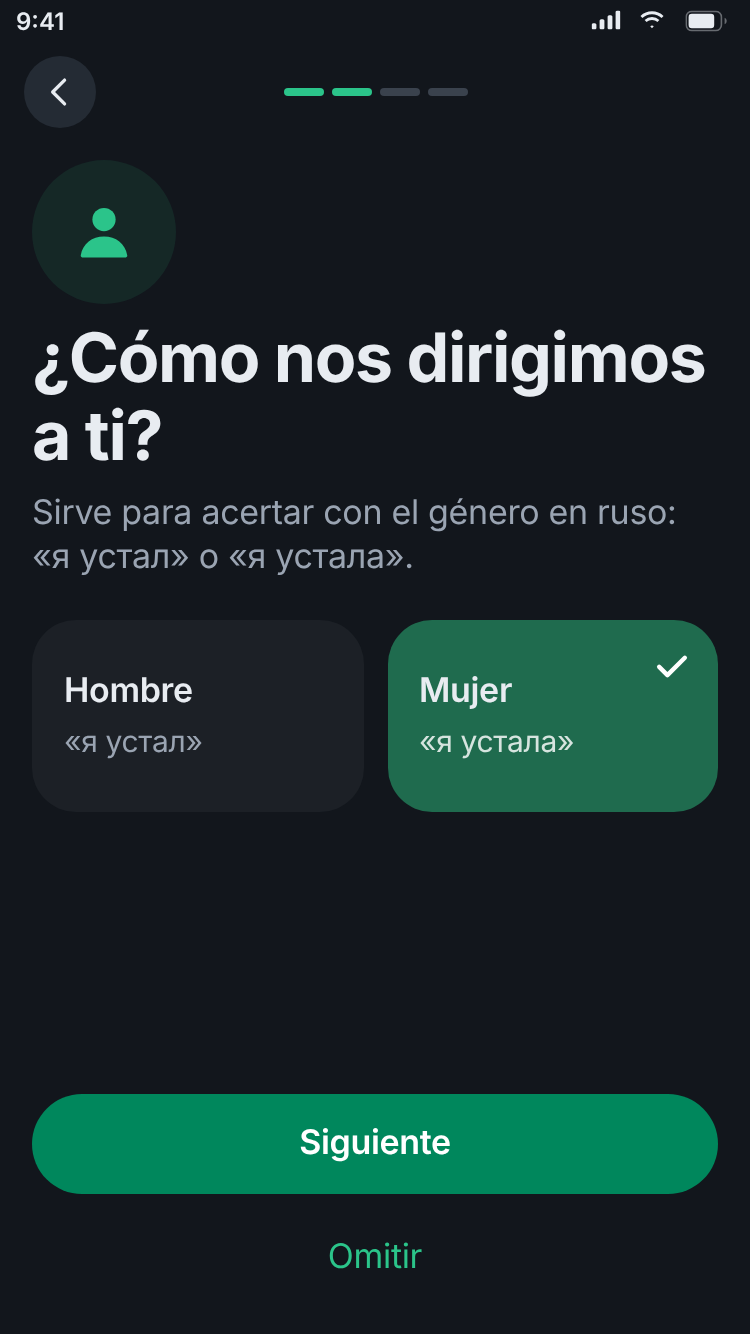 9:41
¿Cómo nos dirigimos
a ti?
Sirve para acertar con el género en ruso:
«я устал» o «я устала».
Hombre
«я устал»
Mujer
«я устала»
Siguiente
Omitir